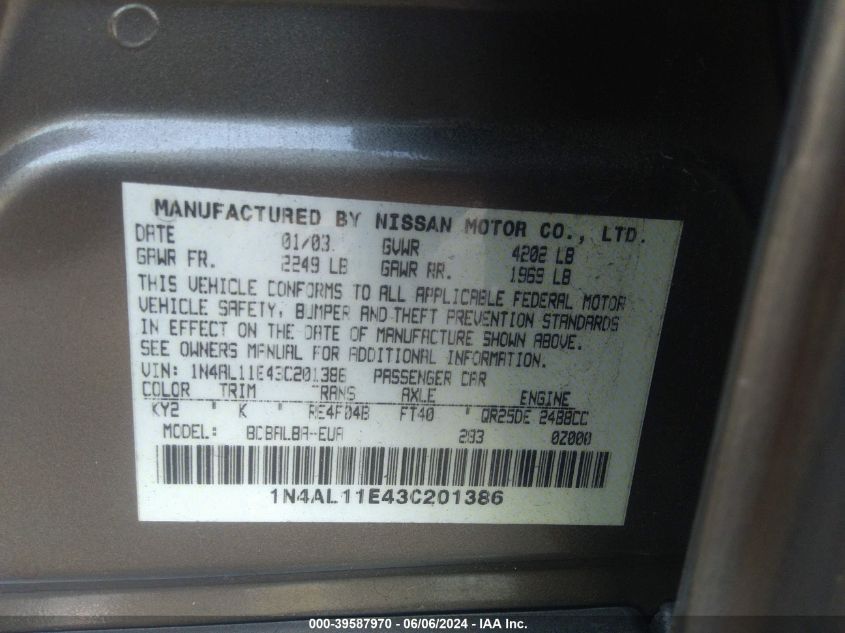 MANUFACTURED BY NISSAN MOTOR CO., LTD.
DATE 01/03 GVWR 4202 LB
GAWR FR. 2249 LB GAWR RR. 1969 LB
THIS VEHICLE CONFORMS TO ALL APPLICABLE FEDERAL MOTOR
VEHICLE SAFETY, BUMPER AND THEFT PREVENTION STANDARDS
IN EFFECT ON THE DATE OF MANUFACTURE SHOWN ABOVE.
SEE OWNERS MANUAL FOR ADDITIONAL INFORMATION.
VIN: 1N4AL11E43C201386 PASSENGER CAR
COLOR TRIM TRANS AXLE ENGINE
KY2 K RE4F04B FT40 QR25DE 2488CC
MODEL: BCBALBA-EUA 0Z000
1N4AL11E43C201386
000-39587970 - 06/06/2024 - IAA Inc.